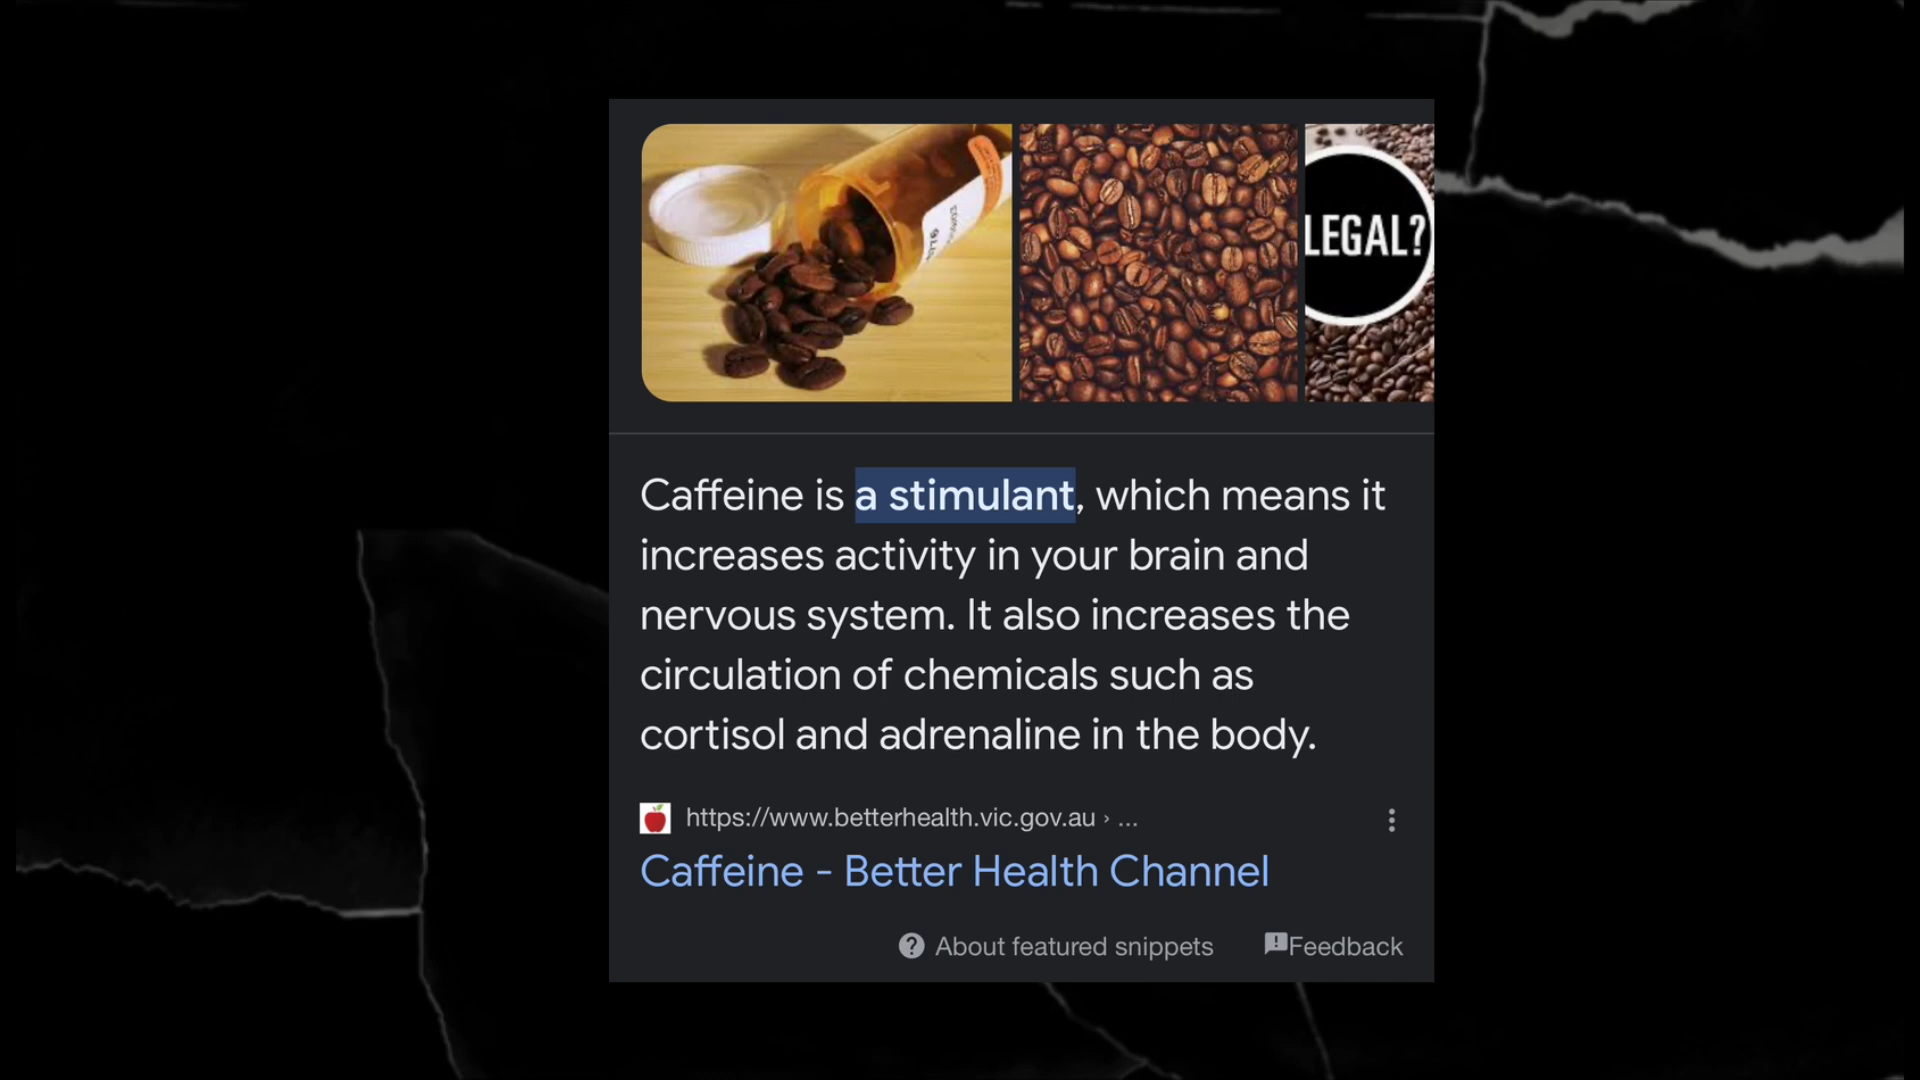 LEGAL?
Caffeine is a stimulant, which means it
increases activity in your brain and
nervous system. It also increases the
circulation of chemicals such as
cortisol and adrenaline in the body.
https://www.betterhealth.vic.gov.au › ...
Caffeine - Better Health Channel
About featured snippets
Feedback